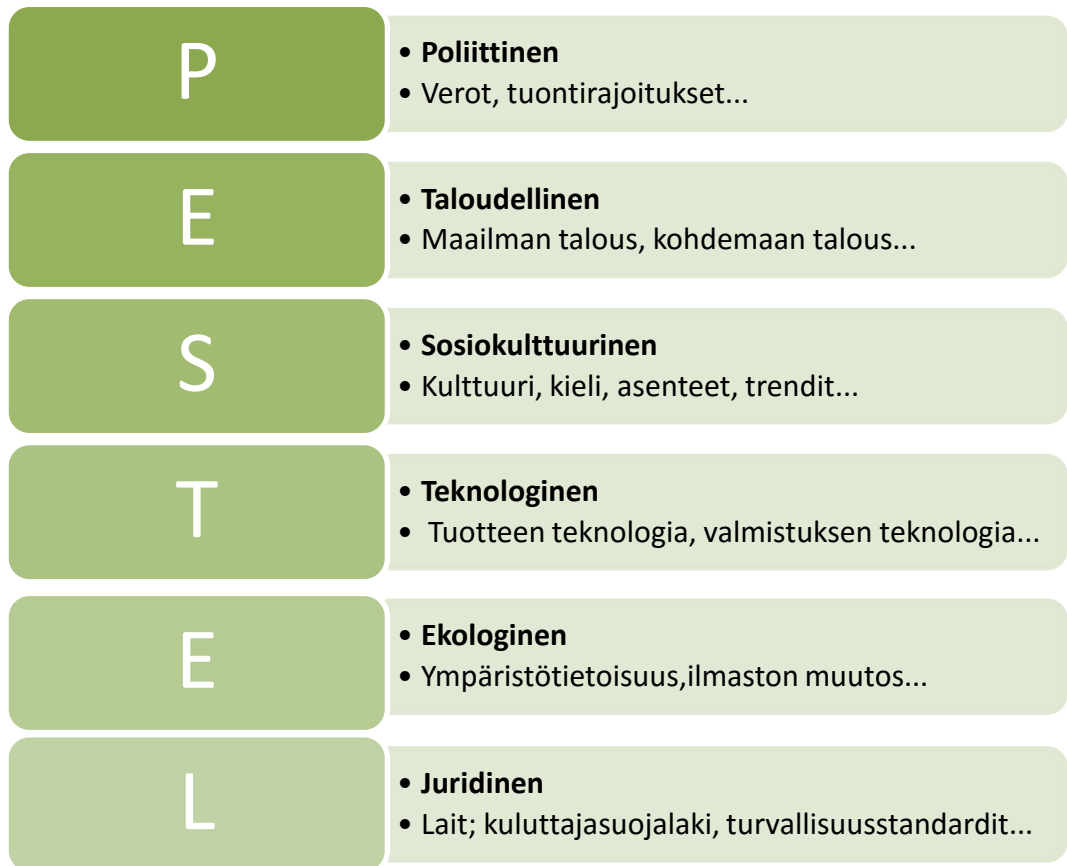 P
• Poliittinen
• Verot, tuontirajoitukset...
E
• Taloudellinen
• Maailman talous, kohdemaan talous...
S
• Sosiokulttuurinen
• Kulttuuri, kieli, asenteet, trendit...
T
• Teknologinen
• Tuotteen teknologia, valmistuksen teknologia...
E
• Ekologinen
• Ympäristötietoisuus,ilmaston muutos...
L
• Juridinen
• Lait; kuluttajasuojalaki, turvallisuusstandardit...